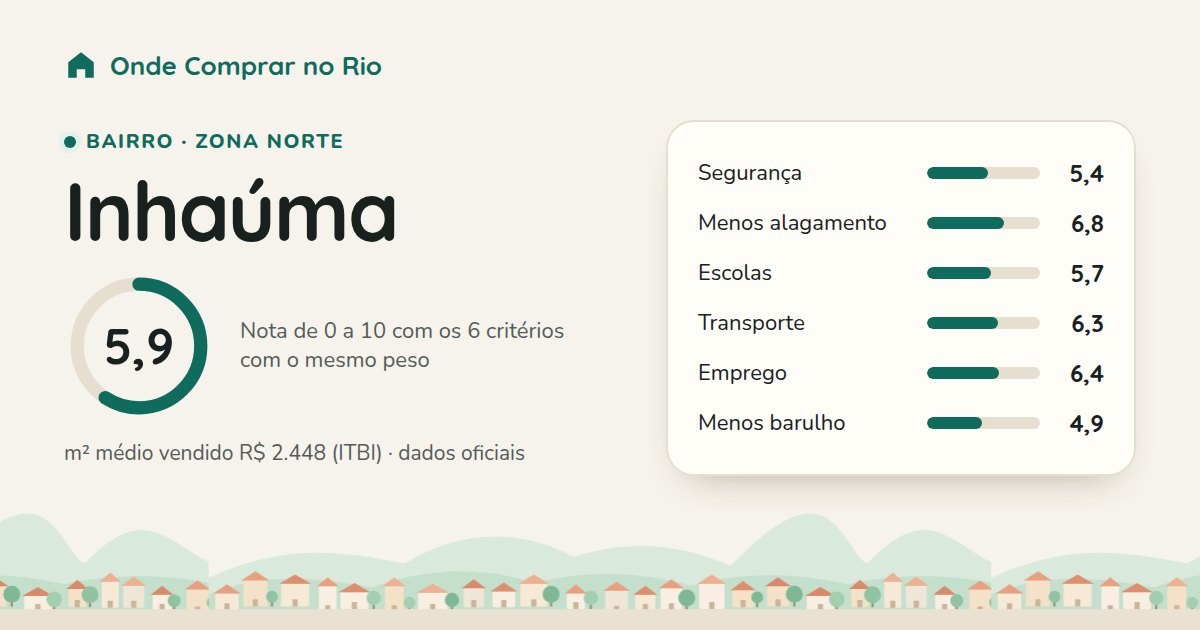 Onde Comprar no Rio
BAIRRO · ZONA NORTE
Inhaúma
5,9
Nota de 0 a 10 com os 6 critérios
com o mesmo peso
m² médio vendido R$ 2.448 (ITBI) · dados oficiais
Segurança 5,4
Menos alagamento 6,8
Escolas 5,7
Transporte 6,3
Emprego 6,4
Menos barulho 4,9